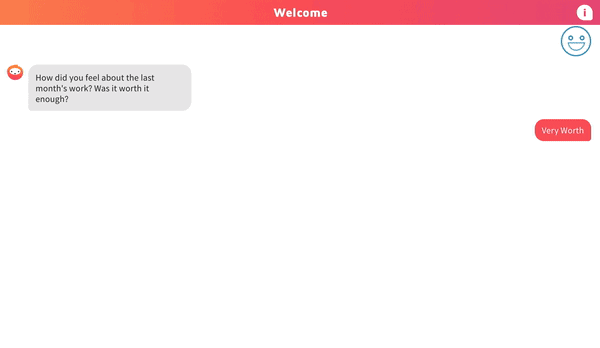 Welcome
i
How did you feel about the last
month's work? Was it worth it
enough?
Very Worth